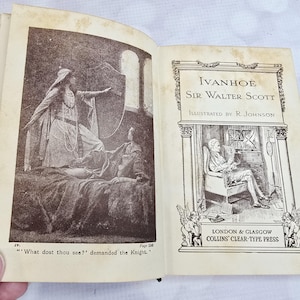 IV.
"'What dost thou see?' demanded the Knight."
IVANHOE
SIR WALTER SCOTT
ILLUSTRATED BY R. JOHNSON
LONDON & GLASGOW
COLLINS' CLEAR-TYPE PRESS